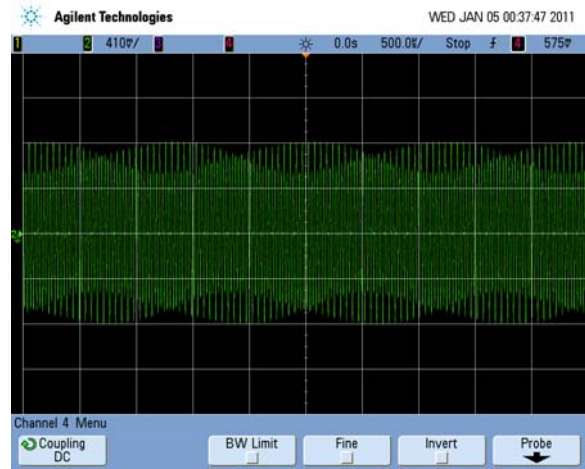 Agilent Technologies WED JAN 05 00:37:47 2011
1 2 410▽/ 3 4 0.0s 500.0▽/ Stop 4 575▽
2
Channel 4 Menu
Coupling BW Limit Fine Invert Probe
DC